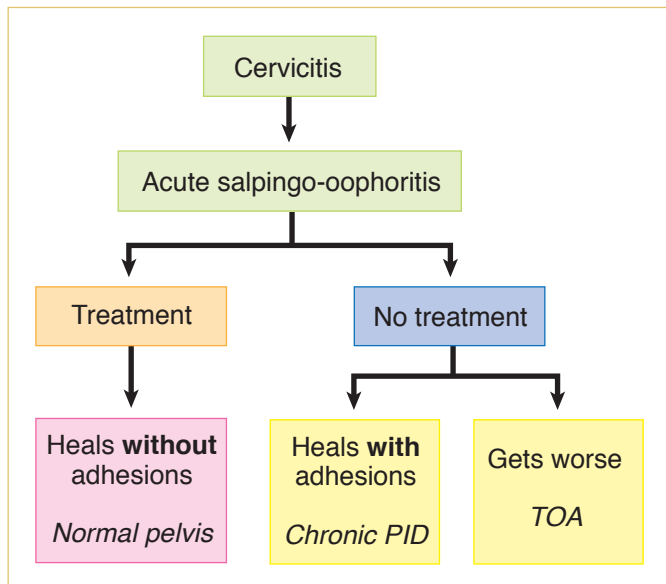 Cervicitis
Acute salpingo-oophoritis
Treatment
No treatment
Heals without
adhesions
Normal pelvis
Heals with
adhesions
Chronic PID
Gets worse
TOA